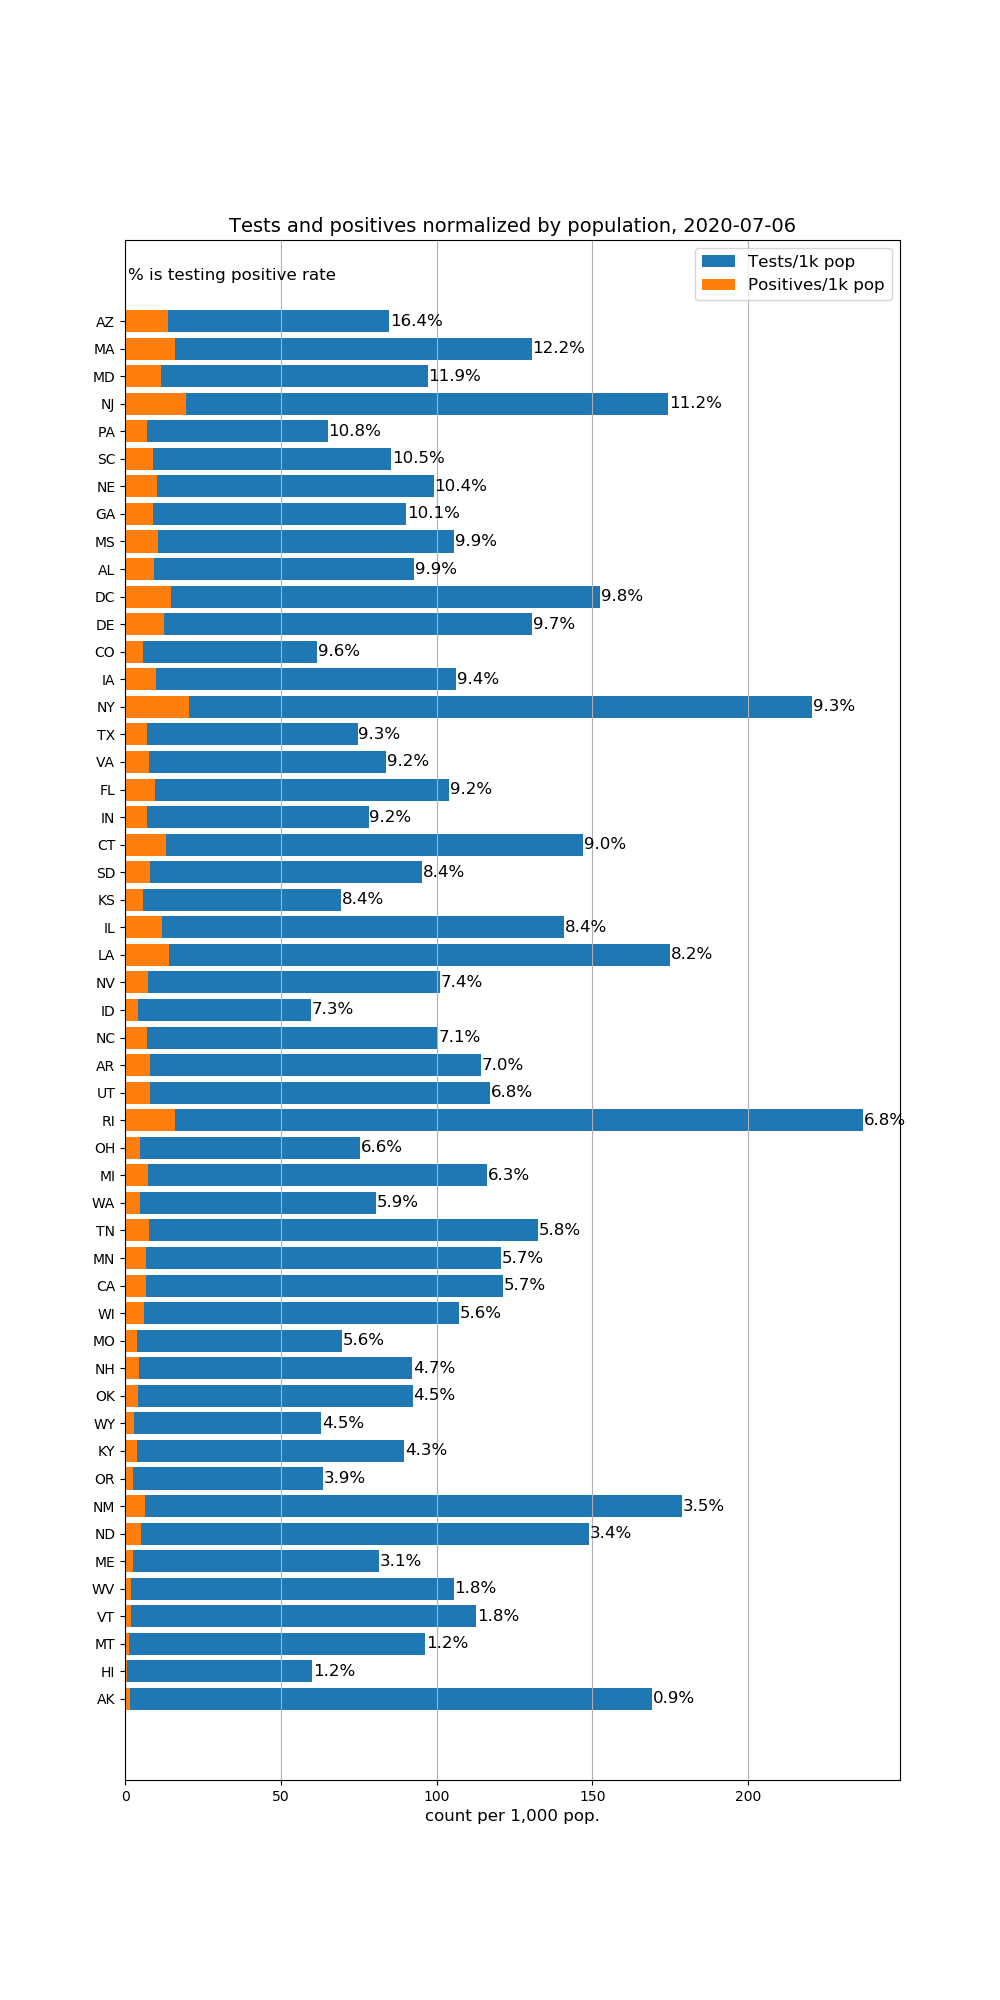 Tests and positives normalized by population, 2020-07-06
% is testing positive rate
Tests/1k pop
Positives/1k pop
AZ 16.4%
MA 12.2%
MD 11.9%
NJ 11.2%
PA 10.8%
SC 10.5%
NE 10.4%
GA 10.1%
MS 9.9%
AL 9.9%
DC 9.8%
DE 9.7%
CO 9.6%
IA 9.4%
NY 9.3%
TX 9.3%
VA 9.2%
FL 9.2%
IN 9.2%
CT 9.0%
SD 8.4%
KS 8.4%
IL 8.4%
LA 8.2%
NV 7.4%
ID 7.3%
NC 7.1%
AR 7.0%
UT 6.8%
RI 6.8%
OH 6.6%
MI 6.3%
WA 5.9%
TN 5.8%
MN 5.7%
CA 5.7%
WI 5.6%
MO 5.6%
NH 4.7%
OK 4.5%
WY 4.5%
KY 4.3%
OR 3.9%
NM 3.5%
ND 3.4%
ME 3.1%
WV 1.8%
VT 1.8%
MT 1.2%
HI 1.2%
AK 0.9%
0 50 100 150 200
count per 1,000 pop.